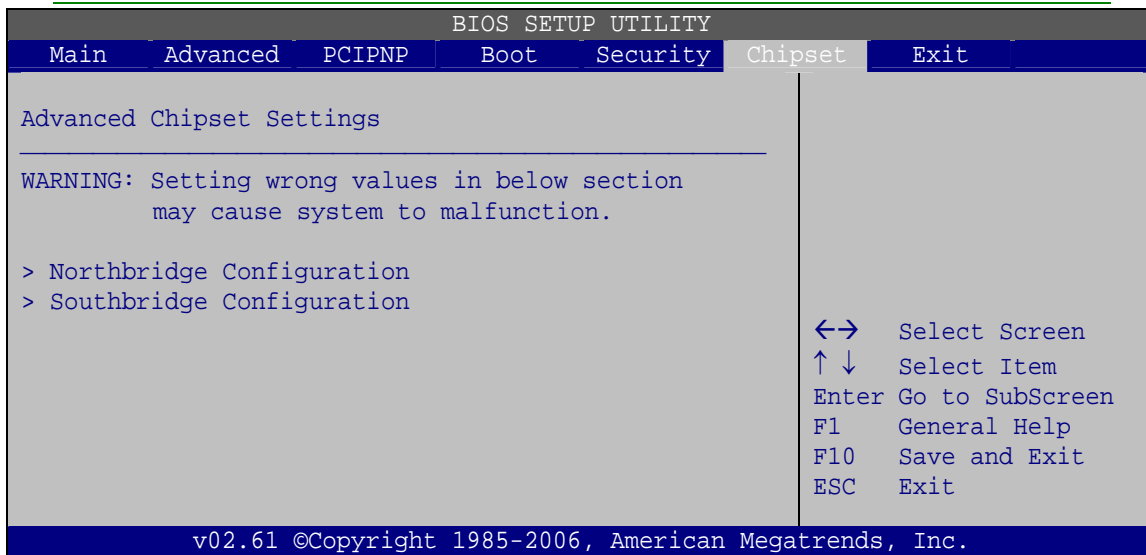 BIOS SETUP UTILITY
Main Advanced PCIPNP Boot Security Chipset Exit
Advanced Chipset Settings
WARNING: Setting wrong values in below section
may cause system to malfunction.
> Northbridge Configuration
> Southbridge Configuration
←→ Select Screen
↑ ↓ Select Item
Enter Go to SubScreen
F1 General Help
F10 Save and Exit
ESC Exit
v02.61 ©Copyright 1985-2006, American Megatrends, Inc.